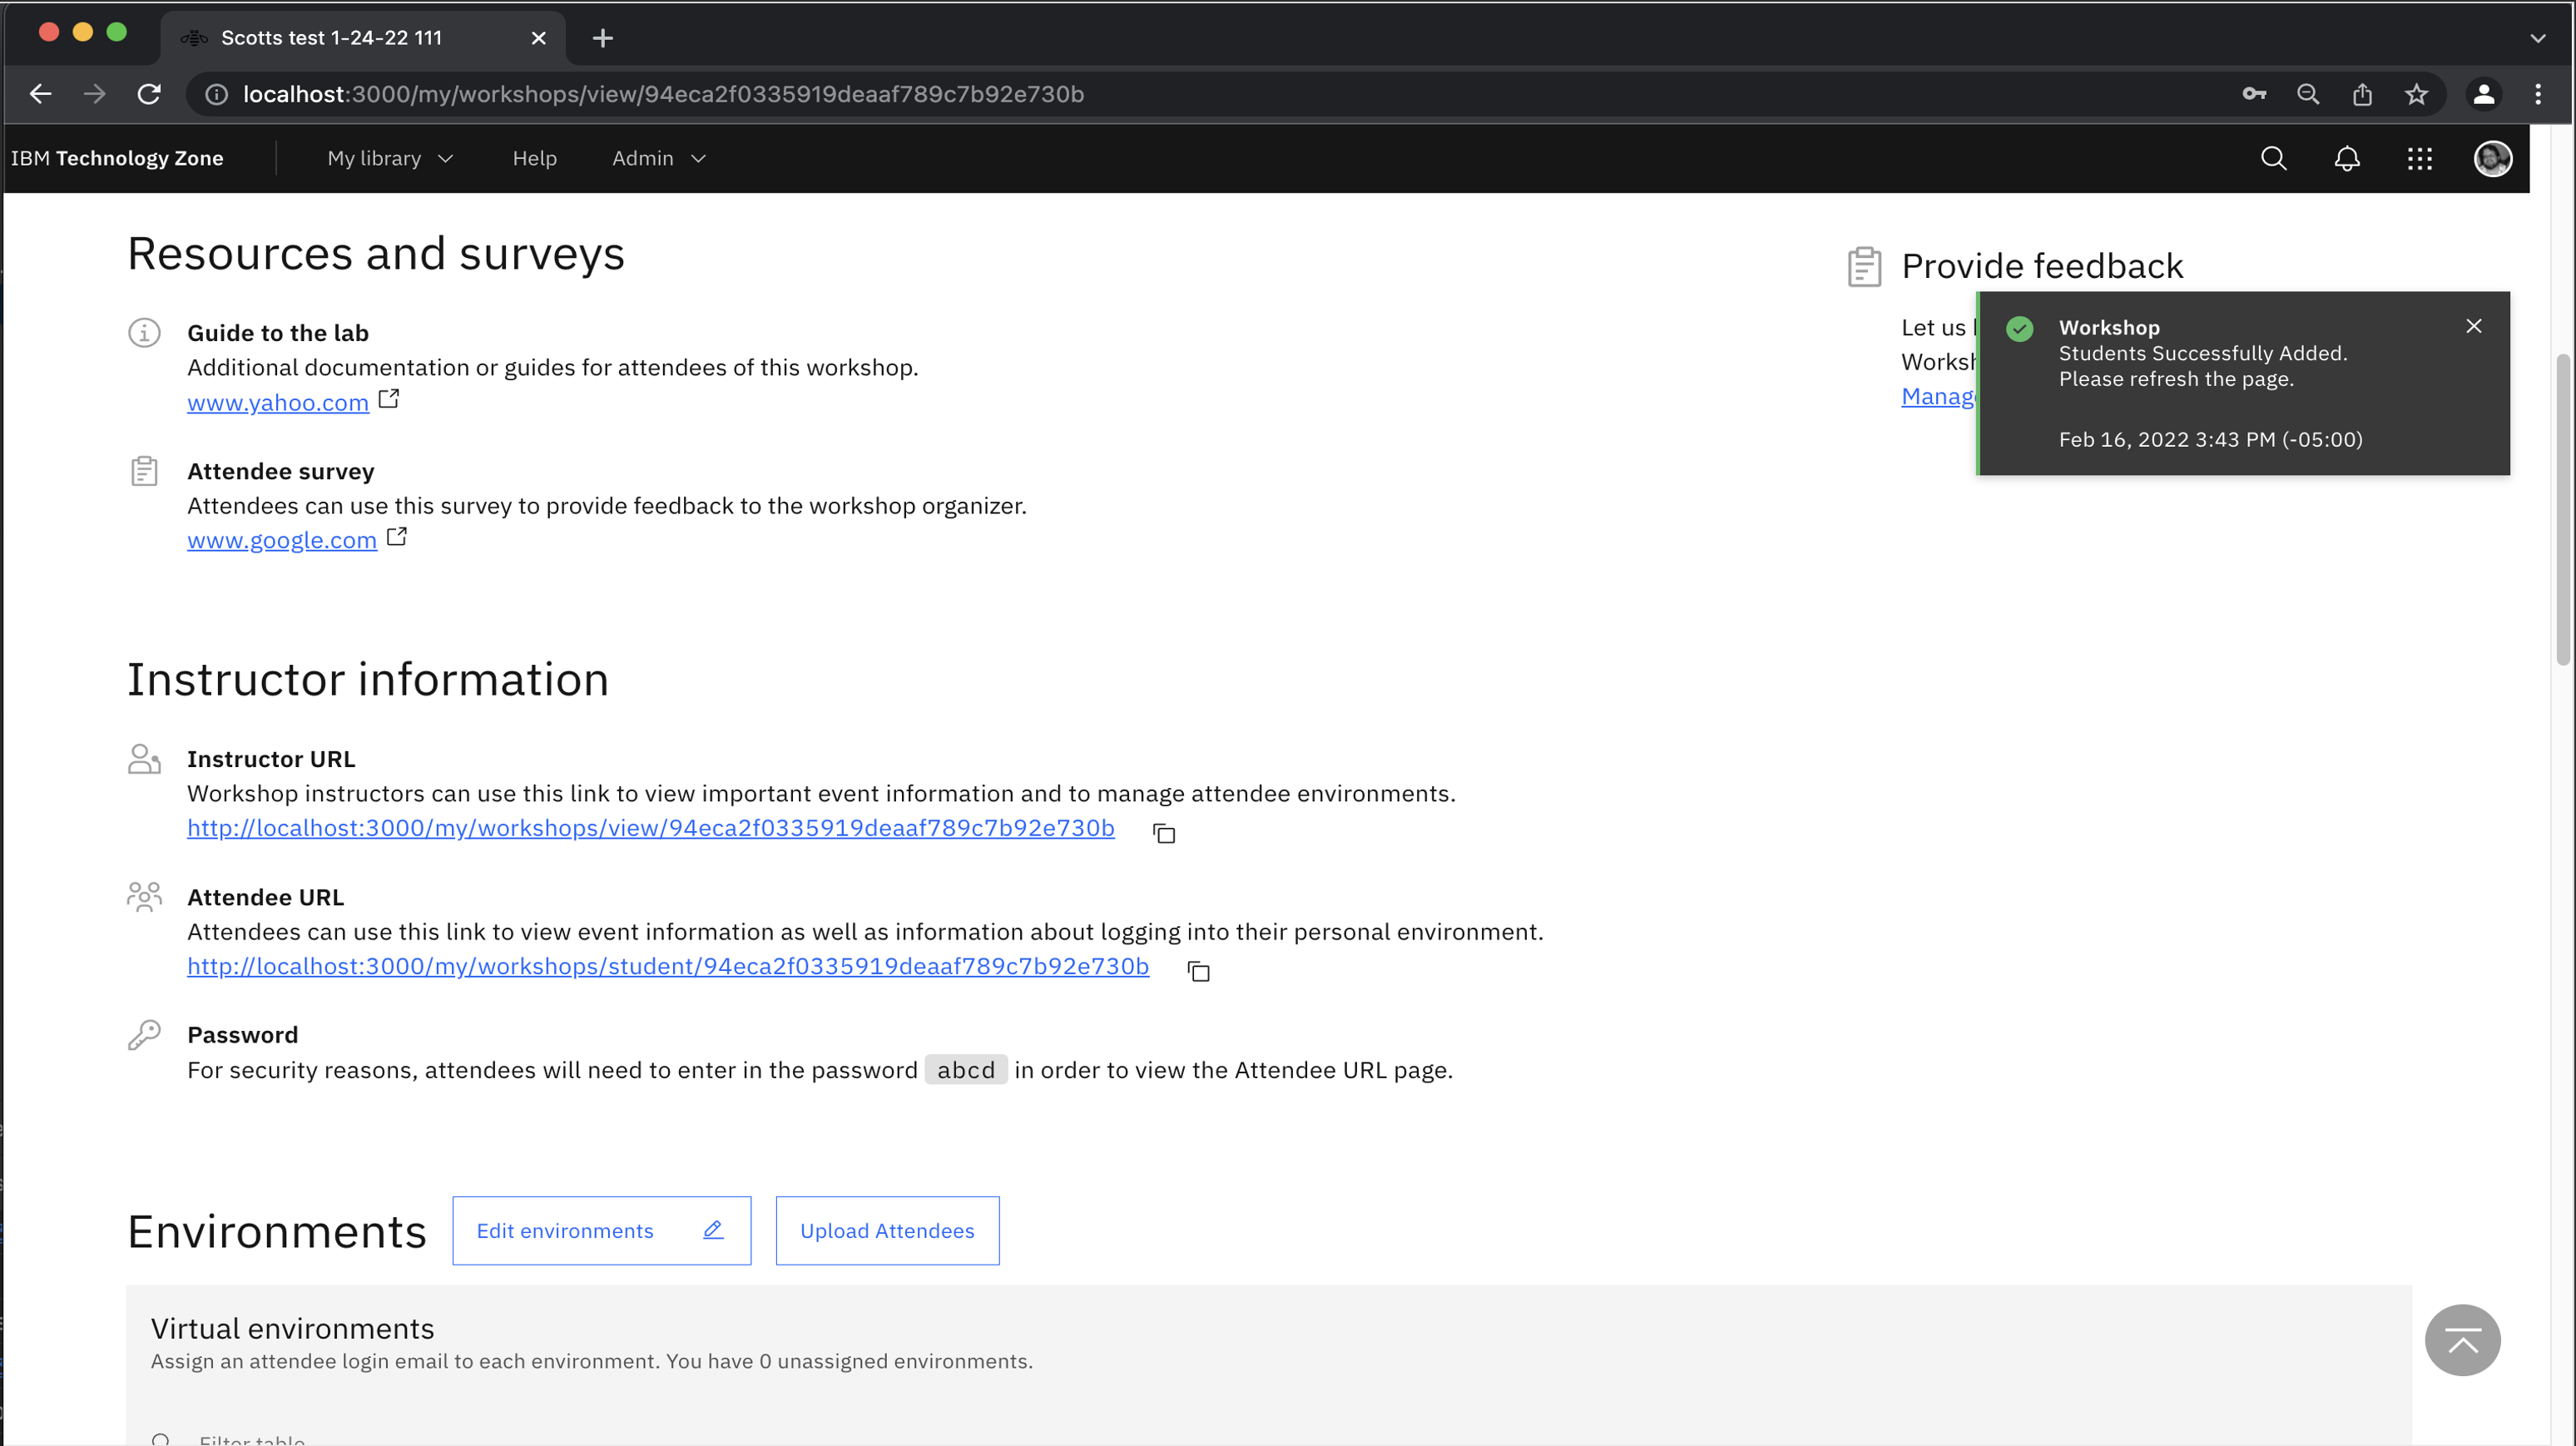 Scotts test 1-24-22 111
localhost:3000/my/workshops/view/94eca2f0335919deaaf789c7b92e730b
IBM Technology Zone
My library
Help
Admin
Resources and surveys
Guide to the lab
Additional documentation or guides for attendees of this workshop.
www.yahoo.com
Attendee survey
Attendees can use this survey to provide feedback to the workshop organizer.
www.google.com
Provide feedback
Let us
Manage
Workshop
Students Successfully Added.
Please refresh the page.
Feb 16, 2022 3:43 PM (-05:00)
Instructor information
Instructor URL
Workshop instructors can use this link to view important event information and to manage attendee environments.
http://localhost:3000/my/workshops/view/94eca2f0335919deaaf789c7b92e730b
Attendee URL
Attendees can use this link to view event information as well as information about logging into their personal environment.
http://localhost:3000/my/workshops/student/94eca2f0335919deaaf789c7b92e730b
Password
For security reasons, attendees will need to enter in the password abcd in order to view the Attendee URL page.
Environments
Edit environments
Upload Attendees
Virtual environments
Assign an attendee login email to each environment. You have 0 unassigned environments.
Filter table